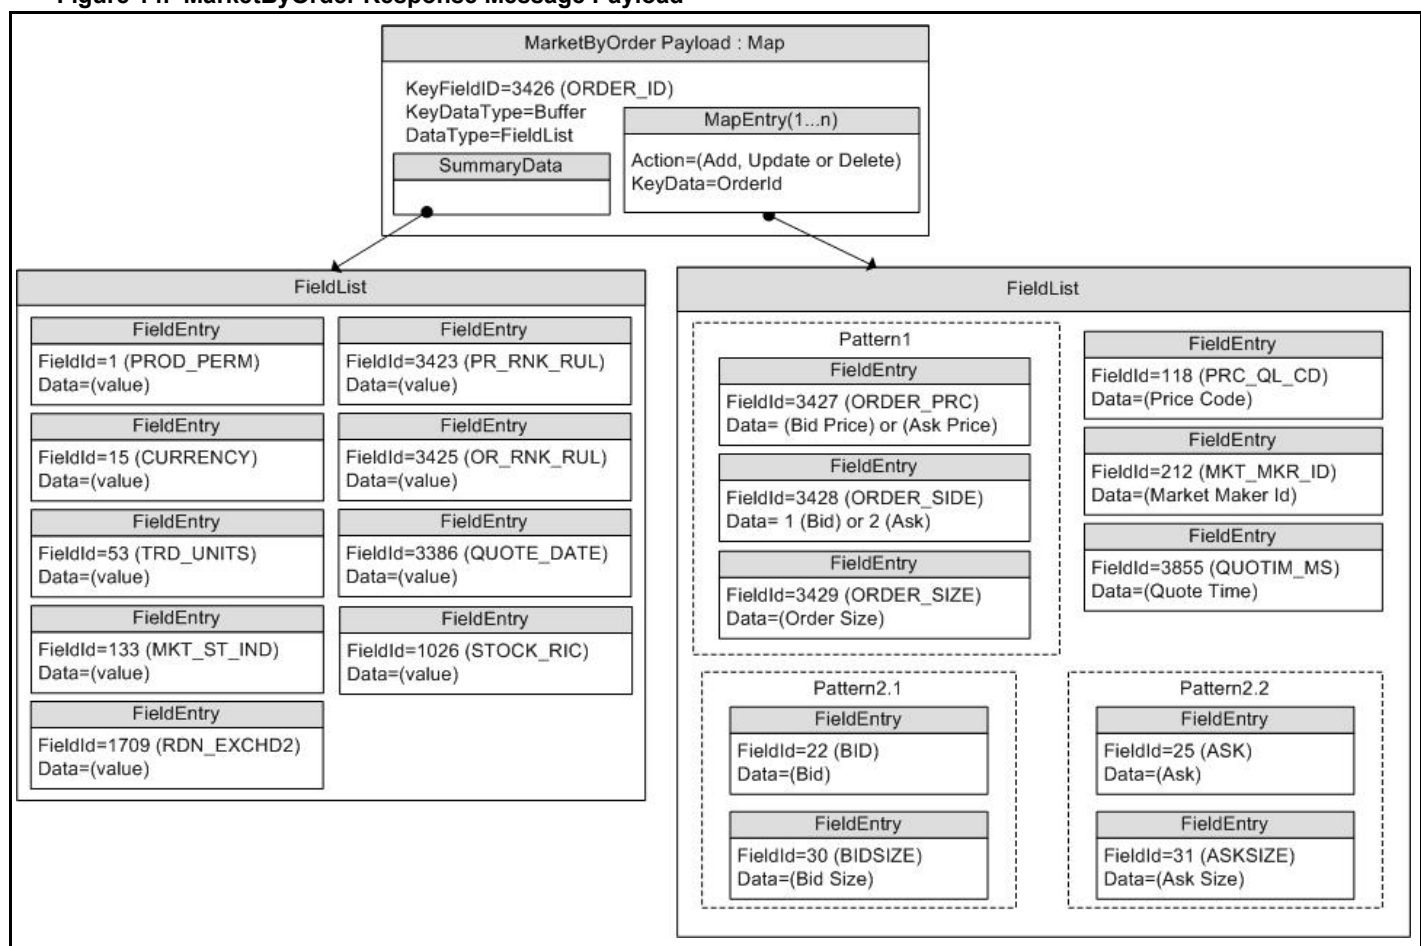 Figure 14. MarketByOrder Response Message Payload
MarketByOrder Payload : Map
KeyFieldID=3426 (ORDER_ID)
KeyDataType=Buffer
DataType=FieldList
SummaryData
MapEntry(1...n)
Action=(Add, Update or Delete)
KeyData=OrderId
FieldList
FieldEntry
FieldId=1 (PROD_PERM)
Data=(value)
FieldEntry
FieldId=3423 (PR_RNK_RUL)
Data=(value)
FieldEntry
FieldId=15 (CURRENCY)
Data=(value)
FieldEntry
FieldId=3425 (OR_RNK_RUL)
Data=(value)
FieldEntry
FieldId=53 (TRD_UNITS)
Data=(value)
FieldEntry
FieldId=3386 (QUOTE_DATE)
Data=(value)
FieldEntry
FieldId=133 (MKT_ST_IND)
Data=(value)
FieldEntry
FieldId=1026 (STOCK_RIC)
Data=(value)
FieldEntry
FieldId=1709 (RDN_EXCHD2)
Data=(value)
FieldList
Pattern1
FieldEntry
FieldId=3427 (ORDER_PRC)
Data= (Bid Price) or (Ask Price)
FieldEntry
FieldId=3428 (ORDER_SIDE)
Data= 1 (Bid) or 2 (Ask)
FieldEntry
FieldId=3429 (ORDER_SIZE)
Data=(Order Size)
FieldEntry
FieldId=118 (PRC_QL_CD)
Data=(Price Code)
FieldEntry
FieldId=212 (MKT_MKR_ID)
Data=(Market Maker Id)
FieldEntry
FieldId=3855 (QUOTIM_MS)
Data=(Quote Time)
Pattern2.1
FieldEntry
FieldId=22 (BID)
Data=(Bid)
FieldEntry
FieldId=30 (BIDSIZE)
Data=(Bid Size)
Pattern2.2
FieldEntry
FieldId=25 (ASK)
Data=(Ask)
FieldEntry
FieldId=31 (ASKSIZE)
Data=(Ask Size)